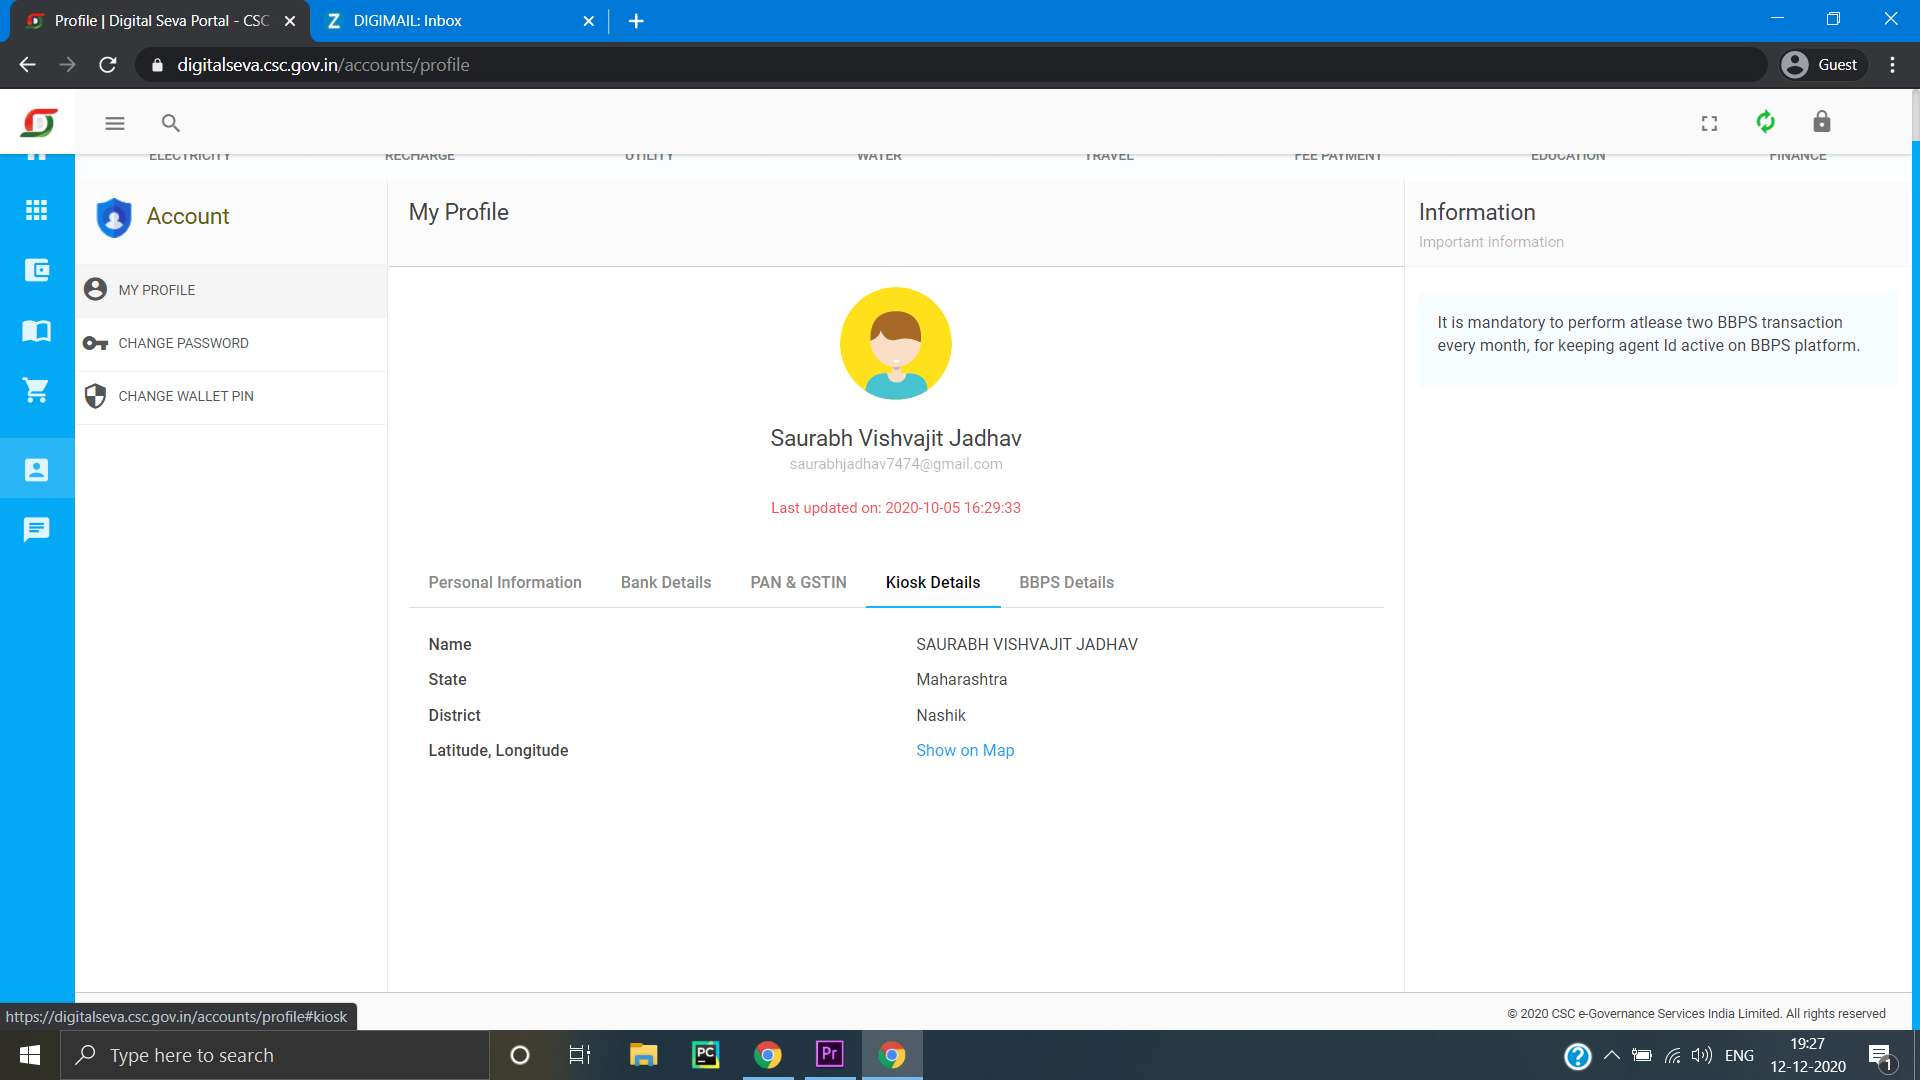 Profile | Digital Seva Portal - CSC
DIGIMAIL: Inbox
digitalseva.csc.gov.in/accounts/profile
Guest
ELECTRICITY RECHARGE UTILITY WATER TRAVEL FEE PAYMENT EDUCATION FINANCE
Account
MY PROFILE
CHANGE PASSWORD
CHANGE WALLET PIN
My Profile
Saurabh Vishvajit Jadhav
saurabhjadhav7474@gmail.com
Last updated on: 2020-10-05 16:29:33
Personal Information Bank Details PAN & GSTIN Kiosk Details BBPS Details
Name SAURABH VISHVAJIT JADHAV
State Maharashtra
District Nashik
Latitude, Longitude Show on Map
Information
Important information
It is mandatory to perform atlease two BBPS transaction
every month, for keeping agent Id active on BBPS platform.
© 2020 CSC e-Governance Services India Limited. All rights reserved
https://digitalseva.csc.gov.in/accounts/profile#kiosk
Type here to search
PC
Pr
ENG
19:27
12-12-2020
1